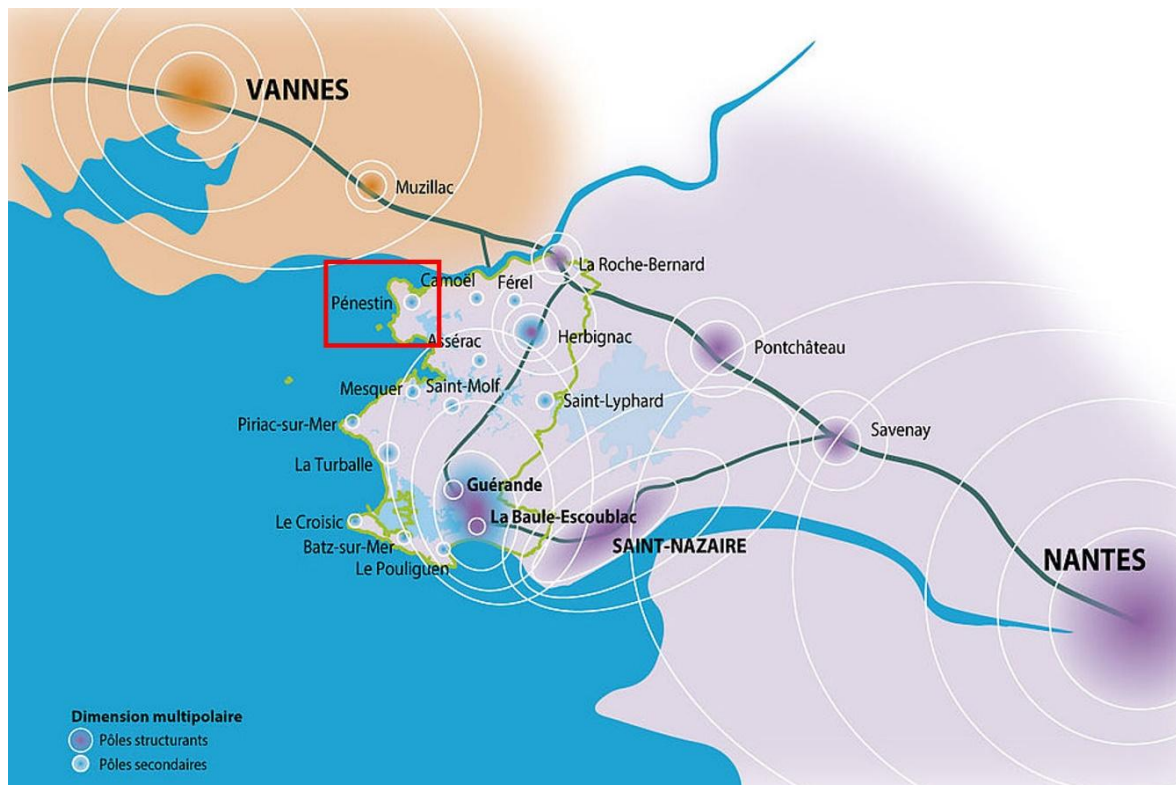 VANNES
Muzillac
La Roche-Bernard
Camoël
Férel
Pénestin
Herbignac
Assérac
Pontchâteau
Mesquer
Saint-Molf
Saint-Lyphard
Piriac-sur-Mer
Savenay
La Turballe
Guérande
Le Croisic
La Baule-Escoublac
Batz-sur-Mer
SAINT-NAZAIRE
Le Pouliguen
NANTES
Dimension multipolaire
Pôles structurants
Pôles secondaires